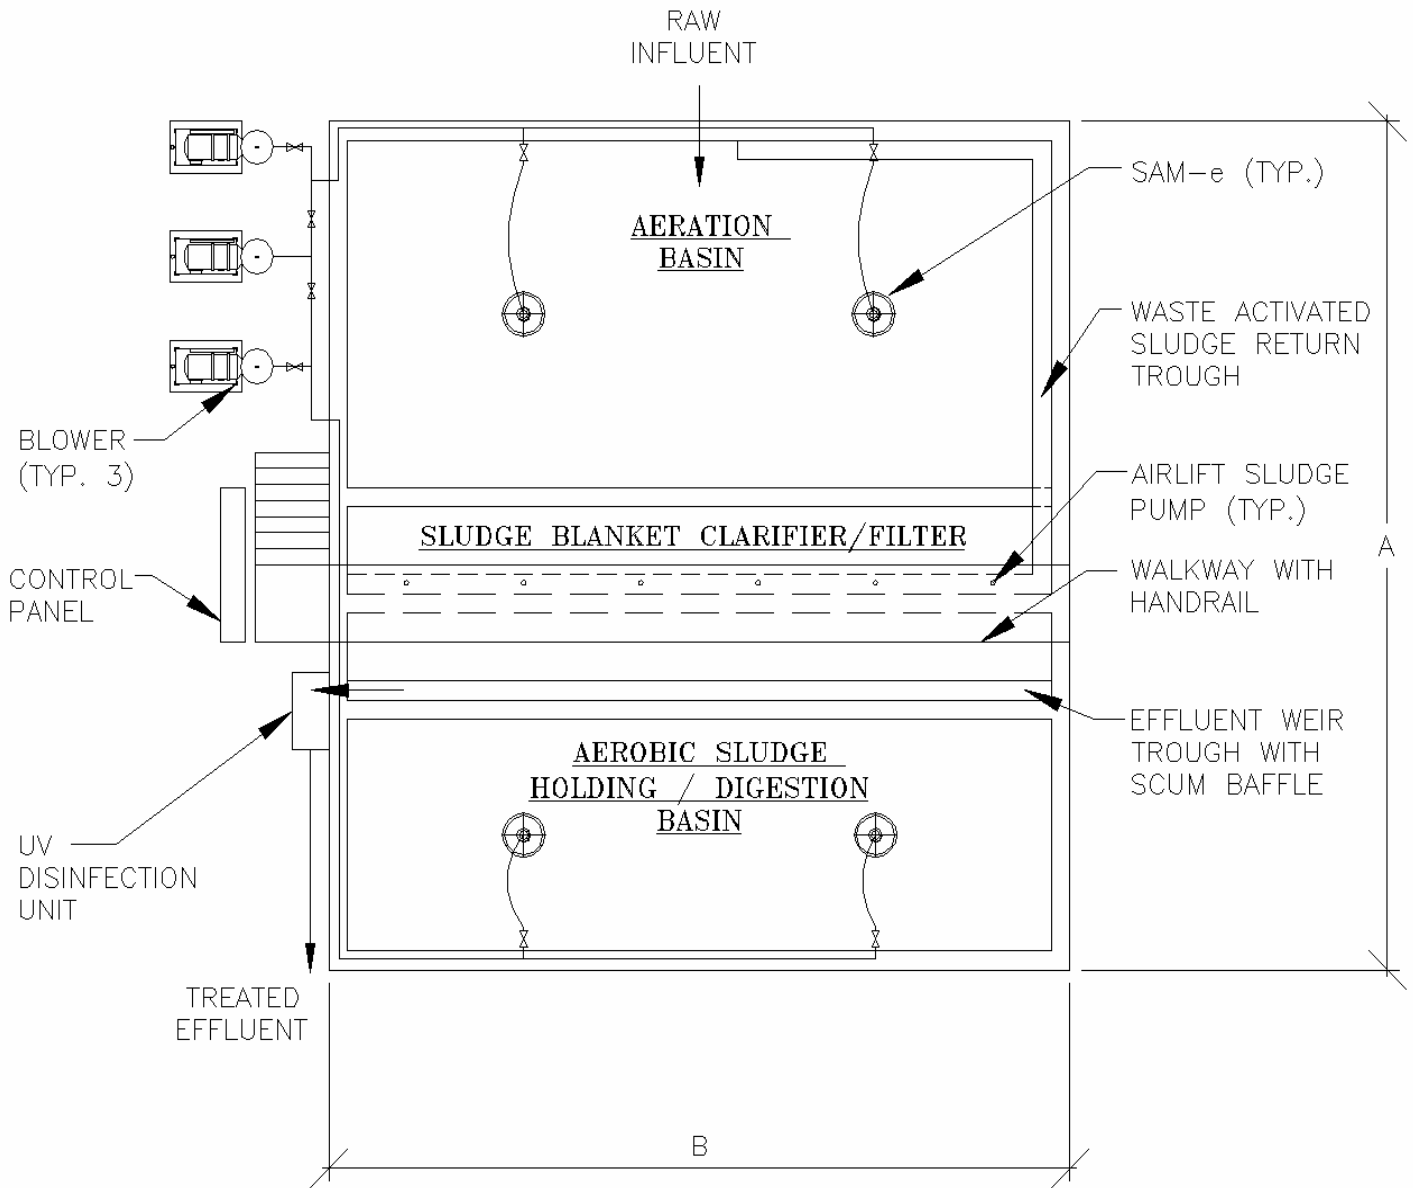 RAW
INFLUENT
SAM-e (TYP.)
AERATION
BASIN
WASTE ACTIVATED
SLUDGE RETURN
TROUGH
BLOWER
(TYP. 3)
AIRLIFT SLUDGE
PUMP (TYP.)
SLUDGE BLANKET CLARIFIER/FILTER
A
CONTROL
PANEL
WALKWAY WITH
HANDRAIL
EFFLUENT WEIR
TROUGH WITH
SCUM BAFFLE
AEROBIC SLUDGE
HOLDING / DIGESTION
BASIN
UV
DISINFECTION
UNIT
TREATED
EFFLUENT
B